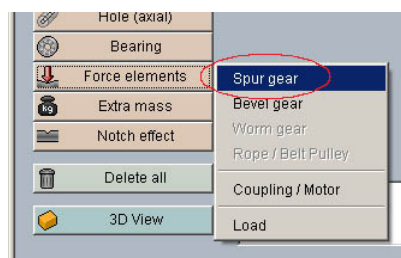 Hole (axial)
Bearing
Force elements
Extra mass
kg
Notch effect
Delete all
3D View
Spur gear
Bevel gear
Worm gear
Rope / Belt Pulley
Coupling / Motor
Load